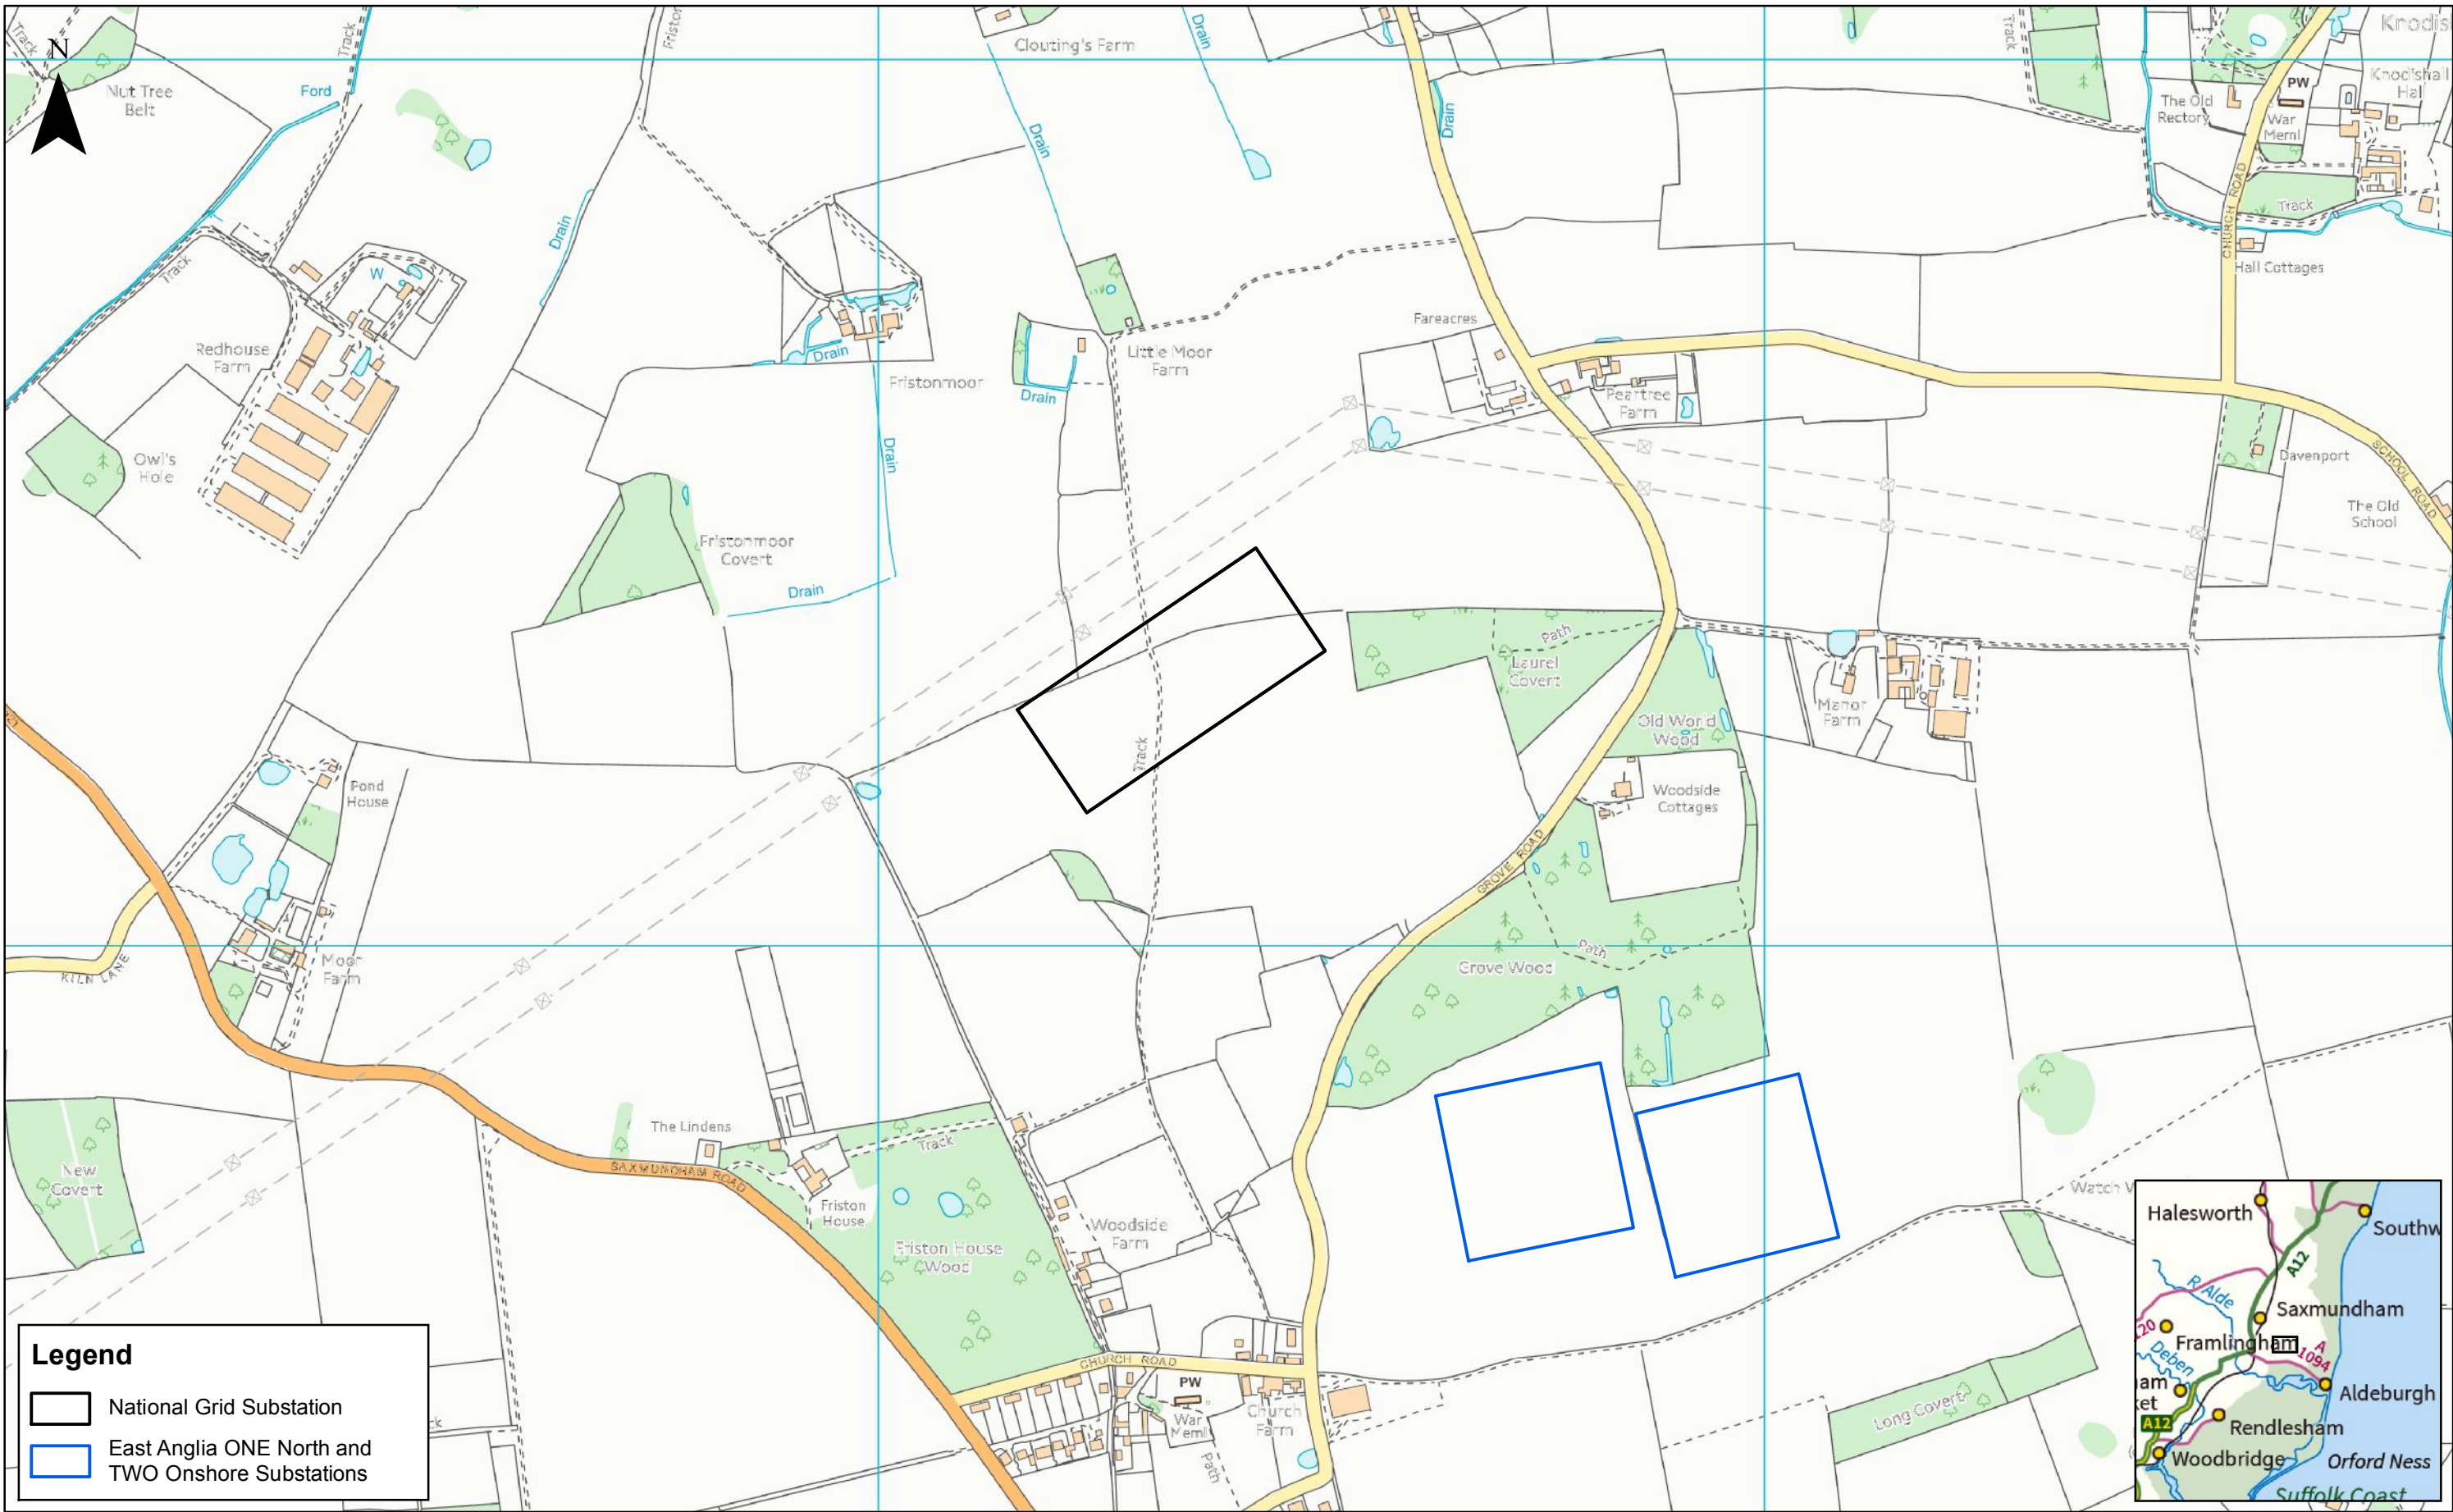 N
Track
Nut Tree
Belt
Ford
Track
Clouting's Farm
Drain
Drain
Drain
Track
Knodishall
Hall
PW
The Old
Rectory
War
Meml
CHURCH ROAD
Track
Hall Cottages
Drain
Track
W
Redhouse
Farm
Drain
Fristonmoor
Little Moor
Farm
Drain
Drain
Fareacres
Peartree
Farm
Davenport
SCHOOL ROAD
The Old
School
Owl's
Hole
Fristonmoor
Covert
Drain
Path
Laurel
Covert
Old World
Wood
Manor
Farm
Track
Woodside
Cottages
Pond
House
GROVE ROAD
Path
Grove Wood
KILN LANE
Moor
Farm
New
Covert
The Lindens
SAXMUNDHAM ROAD
Track
Friston
House
Friston House
Wood
Woodside
Farm
CHURCH ROAD
PW
War
Meml
Church
Farm
Path
Long Covert
Legend
National Grid Substation
East Anglia ONE North and
TWO Onshore Substations
Halesworth
Southw
A12
R Alde
Saxmundham
Framlingham
A
1094
Deben
Aldeburgh
A12
Rendlesham
Woodbridge
Orford Ness
Suffolk Coast